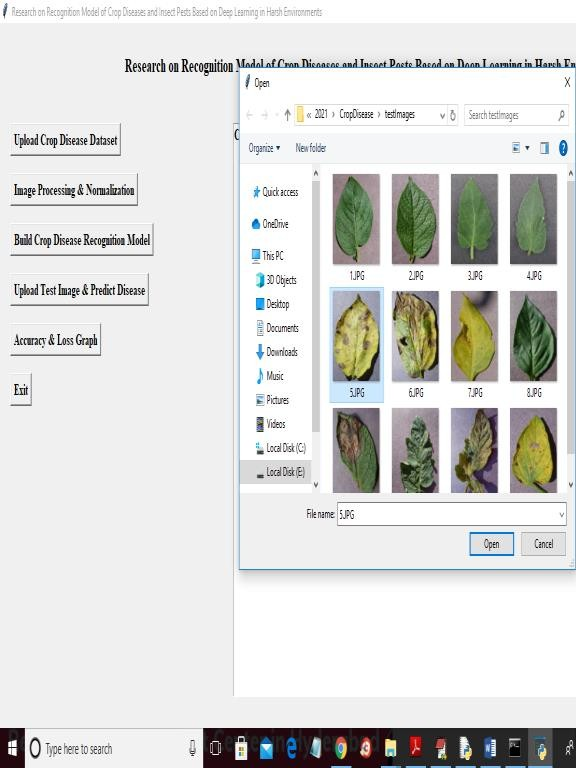 Research on Recognition Model of Crop Diseases and Insect Pests Based on Deep Learning in Harsh Environments
Research on Recognition Model of Crop Diseases and Insect Pests Based on Deep Learning in Harsh En
Upload Crop Disease Dataset
Image Processing & Normalization
Build Crop Disease Recognition Model
Upload Test Image & Predict Disease
Accuracy & Loss Graph
Exit
Open
« 2021 › CropDisease › testImages
Search testImages
Organize
New folder
Quick access
OneDrive
This PC
3D Objects
Desktop
Documents
Downloads
Music
Pictures
Videos
Local Disk (C:)
Local Disk (E:)
1.JPG
2.JPG
3.JPG
4.JPG
5.JPG
6.JPG
7.JPG
8.JPG
File name: 5.JPG
Open
Cancel
Type here to search